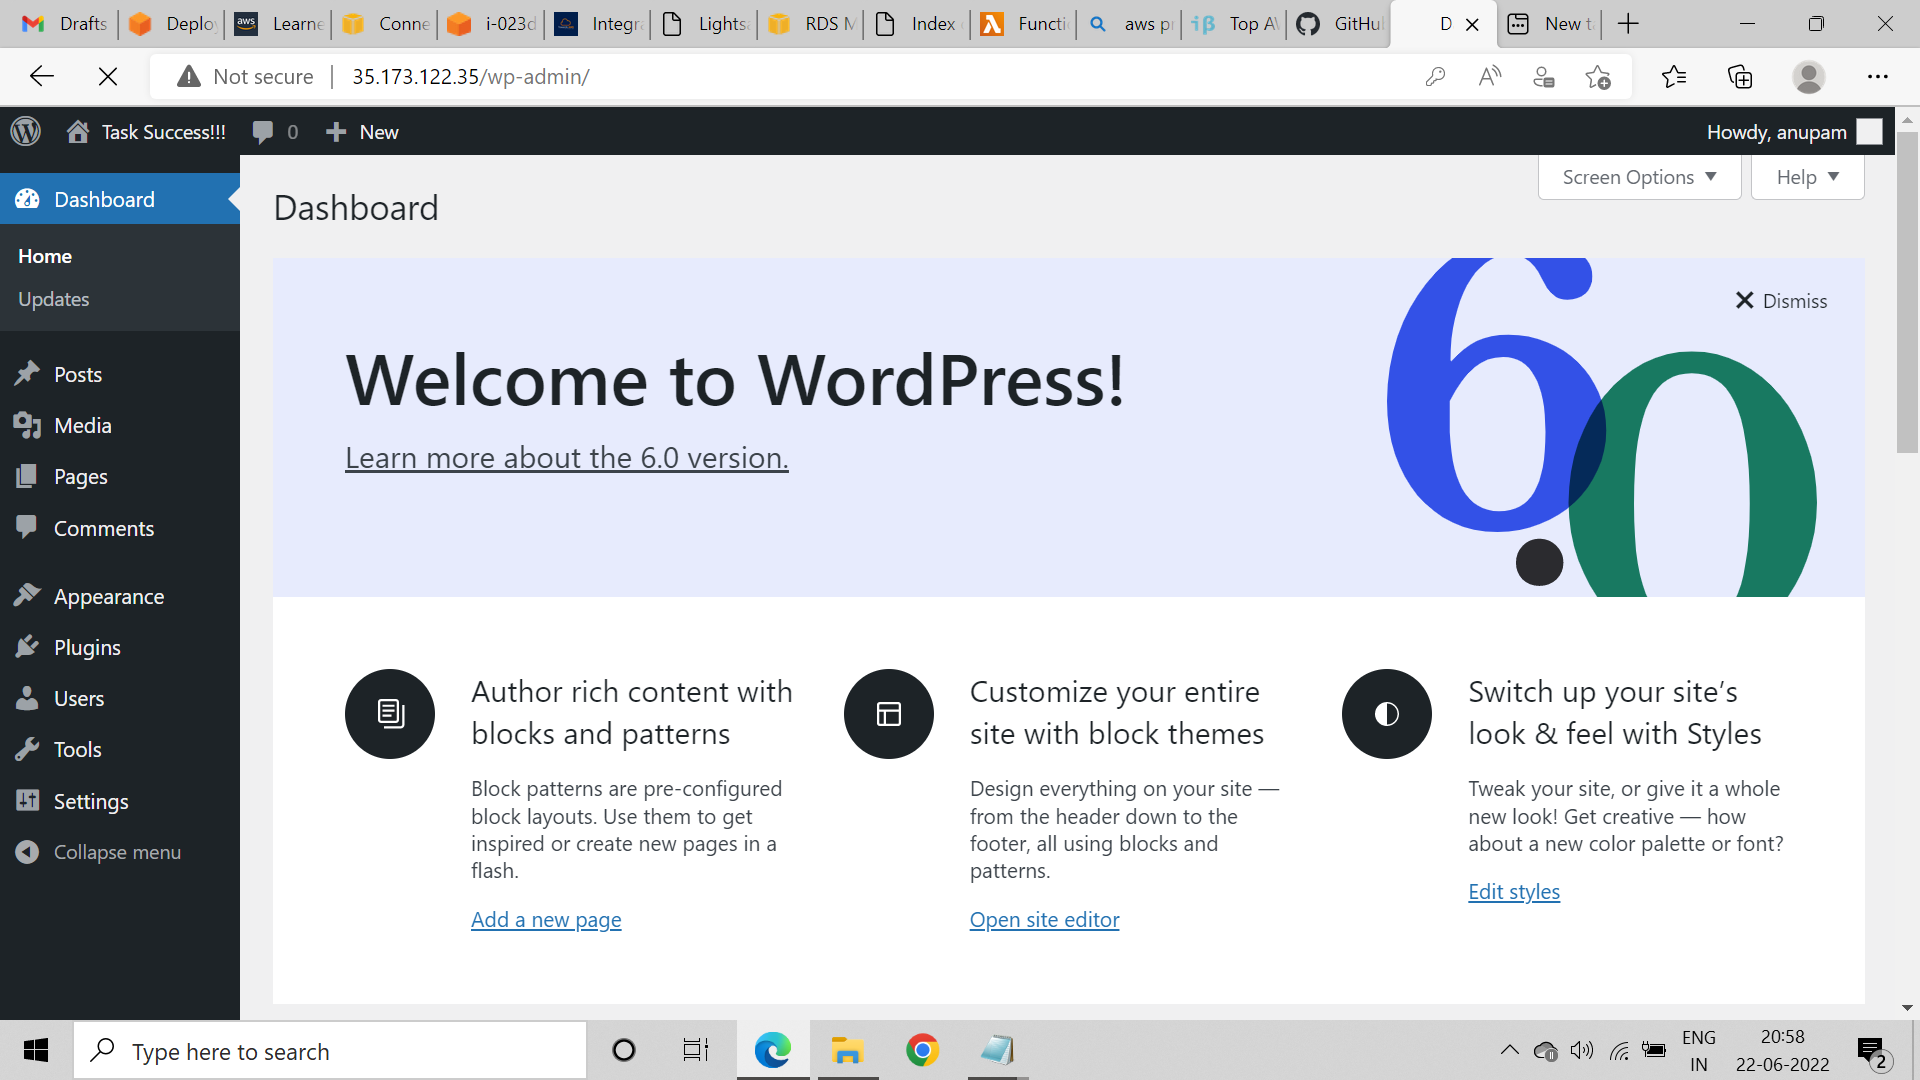 Drafts
Deploy
aws
Learne
Conne
i-023d
Integra
Lights
RDS M
Index
Functi
aws pr
Top A
GitHu
D
New t
Not secure
35.173.122.35/wp-admin/
Task Success!!!
0
New
Howdy, anupam
Dashboard
Home
Updates
Posts
Media
Pages
Comments
Appearance
Plugins
Users
Tools
Settings
Collapse menu
Screen Options
Help
Dashboard
Dismiss
Welcome to WordPress!
Learn more about the 6.0 version.
6.0
Author rich content with
blocks and patterns
Block patterns are pre-configured
block layouts. Use them to get
inspired or create new pages in a
flash.
Add a new page
Customize your entire
site with block themes
Design everything on your site —
from the header down to the
footer, all using blocks and
patterns.
Open site editor
Switch up your site’s
look & feel with Styles
Tweak your site, or give it a whole
new look! Get creative — how
about a new color palette or font?
Edit styles
Type here to search
ENG
IN
20:58
22-06-2022
2